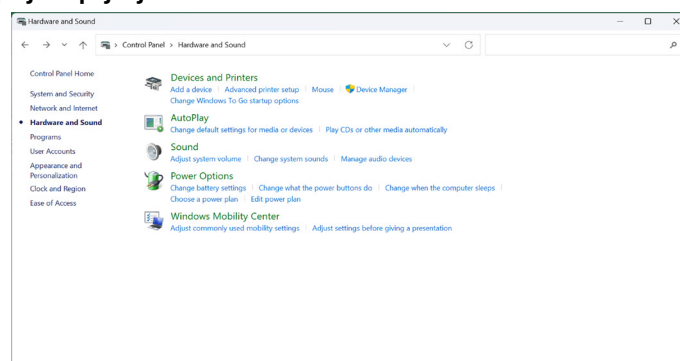 Hardware and Sound
Control Panel > Hardware and Sound
Control Panel Home
System and Security
Network and Internet
Hardware and Sound
Programs
User Accounts
Appearance and
Personalization
Clock and Region
Ease of Access
Devices and Printers
Add a device Advanced printer setup Mouse Device Manager
Change Windows To Go startup options
AutoPlay
Change default settings for media or devices Play CDs or other media automatically
Sound
Adjust system volume Change system sounds Manage audio devices
Power Options
Change battery settings Change what the power buttons do Change when the computer sleeps
Choose a power plan Edit power plan
Windows Mobility Center
Adjust commonly used mobility settings Adjust settings before giving a presentation